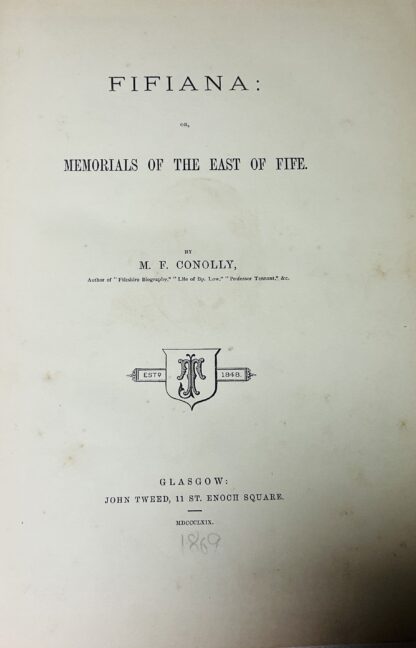 FIFIANA:
OR,
MEMORIALS OF THE EAST OF FIFE.
BY
M. F. CONOLLY,
Author of "Fifeshire Biography," "Life of Bp. Low," "Professor Tennant," &c.
ESTD 1848.
JT
GLASGOW:
JOHN TWEED, 11 ST. ENOCH SQUARE.
MDCCCLXIX.
1869